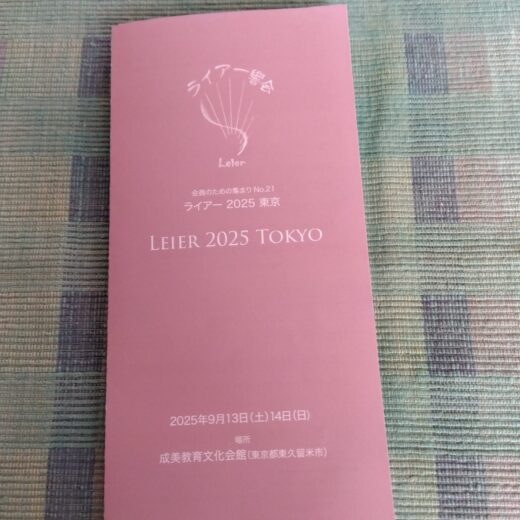 ライアー響会
Leier
会員のための集まりNo.21
ライアー 2025 東京
LEIER 2025 TOKYO
2025年9月13日(土)14日(日)
場所
成美教育文化会館(東京都東久留米市)